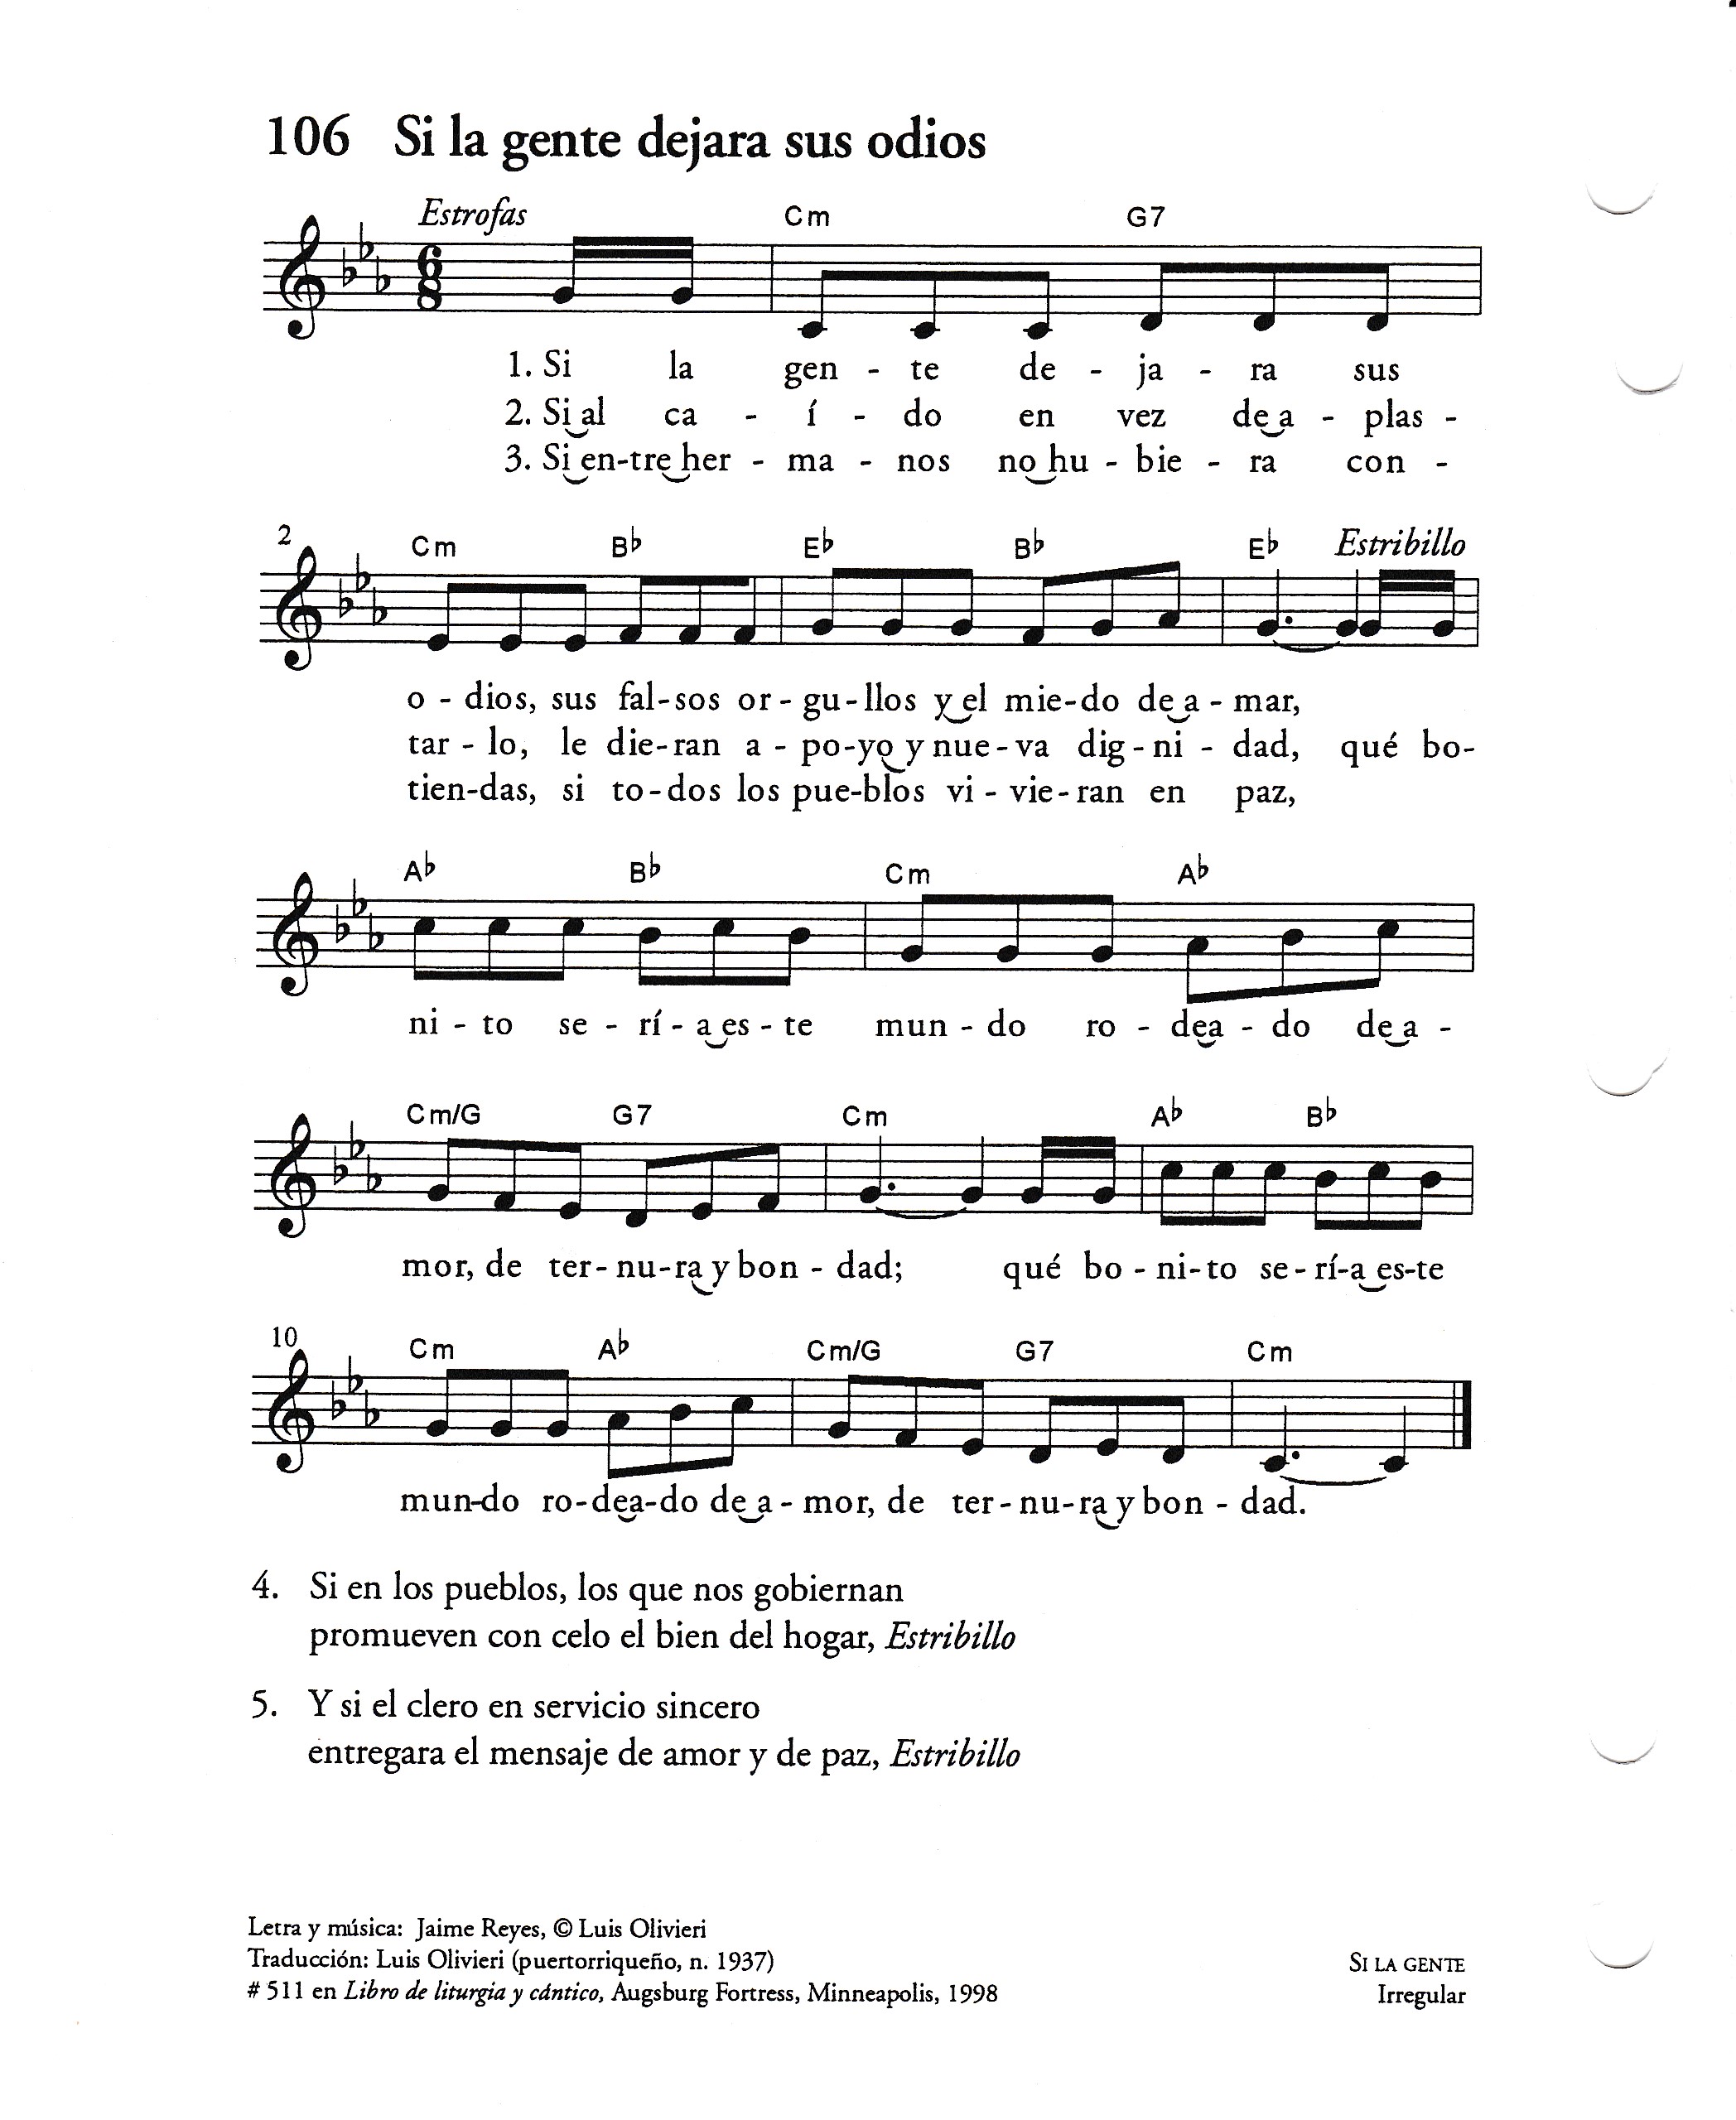 106 Si la gente dejara sus odios
Estrofas
Cm G7
6
8
1. Si la gen - te de - ja - ra sus
2. Si al ca - í - do en vez de a - plas -
3. Si en-tre her - ma - nos no hu - bie - ra con -
2
Cm B♭ E♭ B♭ E♭ Estribillo
o - dios, sus fal-sos or - gu-llos y el mie-do de a - mar,
tar - lo, le die-ran a - po-yo y nue-va dig-ni - dad, qué bo-
tien-das, si to-dos los pue-blos vi - vie-ran en paz,
A♭ B♭ Cm A♭
ni - to se - rí - a es - te mun - do ro - dea - do de a -
Cm/G G7 Cm A♭ B♭
mor, de ter-nu-ra y bon - dad; qué bo - ni-to se-rí-a es-te
10
Cm A♭ Cm/G G7 Cm
mun-do ro-dea-do de a - mor, de ter-nu-ra y bon - dad.
4. Si en los pueblos, los que nos gobiernan
promueven con celo el bien del hogar, Estribillo
5. Y si el clero en servicio sincero
entregara el mensaje de amor y de paz, Estribillo
Letra y música: Jaime Reyes, © Luis Olivieri
Traducción: Luis Olivieri (puertorriqueño, n. 1937)
# 511 en Libro de liturgia y cántico, Augsburg Fortress, Minneapolis, 1998
SI LA GENTE
Irregular